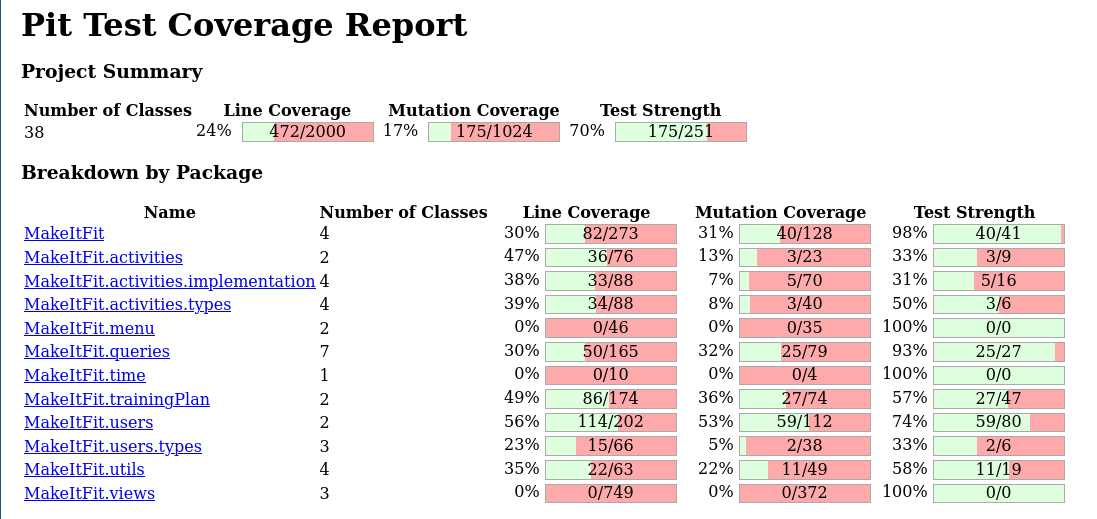 Pit Test Coverage Report
Project Summary
Number of Classes Line Coverage Mutation Coverage Test Strength
38 24% 472/2000 17% 175/1024 70% 175/251
Breakdown by Package
Name Number of Classes Line Coverage Mutation Coverage Test Strength
MakeItFit 4 30% 82/273 31% 40/128 98% 40/41
MakeItFit.activities 2 47% 36/76 13% 3/23 33% 3/9
MakeItFit.activities.implementation 4 38% 33/88 7% 5/70 31% 5/16
MakeItFit.activities.types 4 39% 34/88 8% 3/40 50% 3/6
MakeItFit.menu 2 0% 0/46 0% 0/35 100% 0/0
MakeItFit.queries 7 30% 50/165 32% 25/79 93% 25/27
MakeItFit.time 1 0% 0/10 0% 0/4 100% 0/0
MakeItFit.trainingPlan 2 49% 86/174 36% 27/74 57% 27/47
MakeItFit.users 2 56% 114/202 53% 59/112 74% 59/80
MakeItFit.users.types 3 23% 15/66 5% 2/38 33% 2/6
MakeItFit.utils 4 35% 22/63 22% 11/49 58% 11/19
MakeItFit.views 3 0% 0/749 0% 0/372 100% 0/0